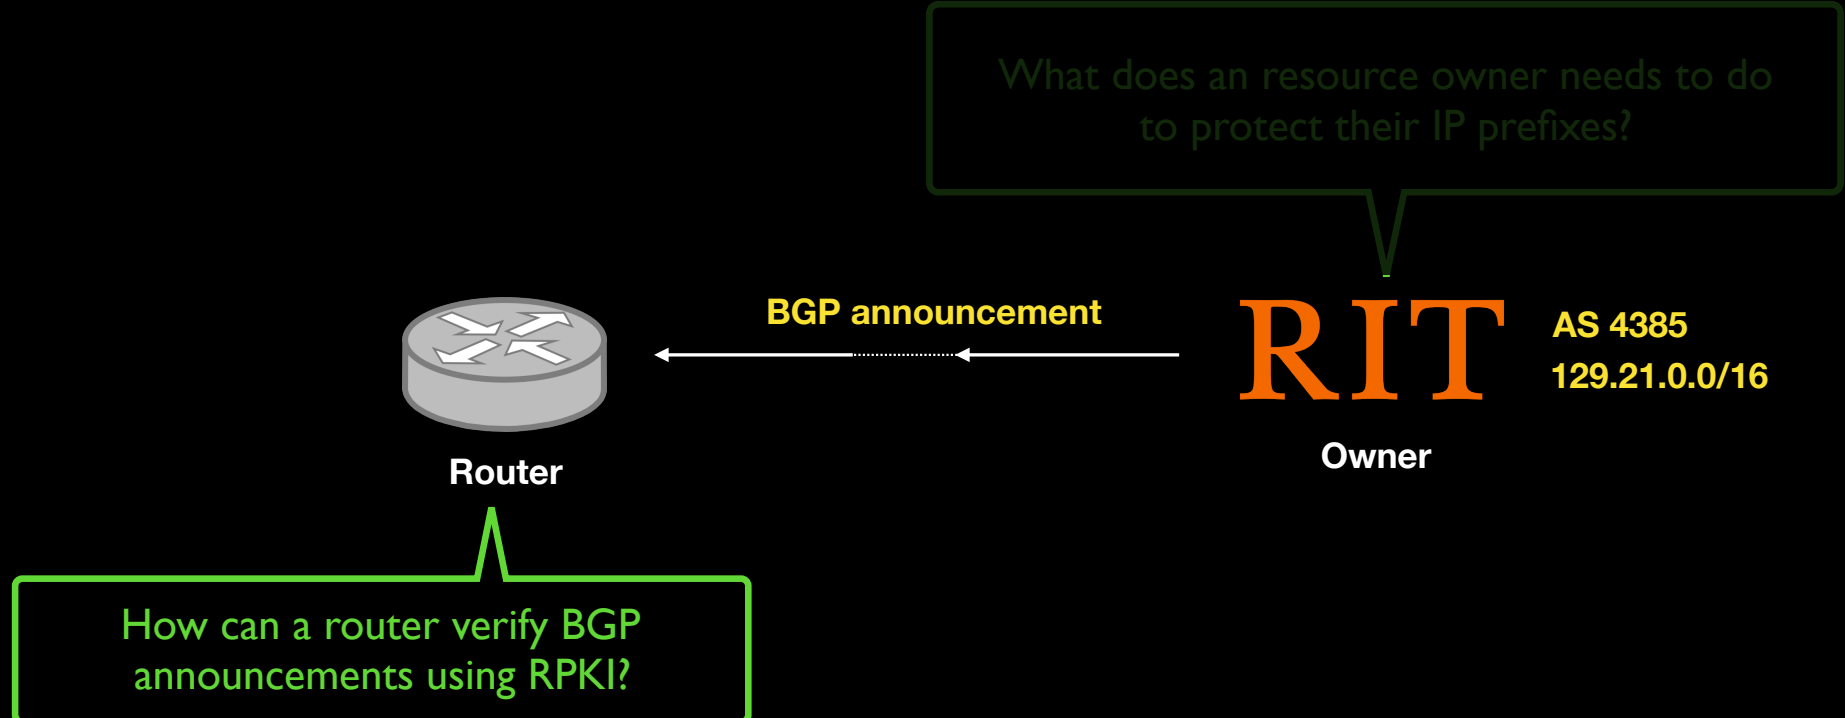 What does an resource owner needs to do
to protect their IP prefixes?
BGP announcement
RIT
AS 4385
129.21.0.0/16
Owner
Router
How can a router verify BGP
announcements using RPKI?